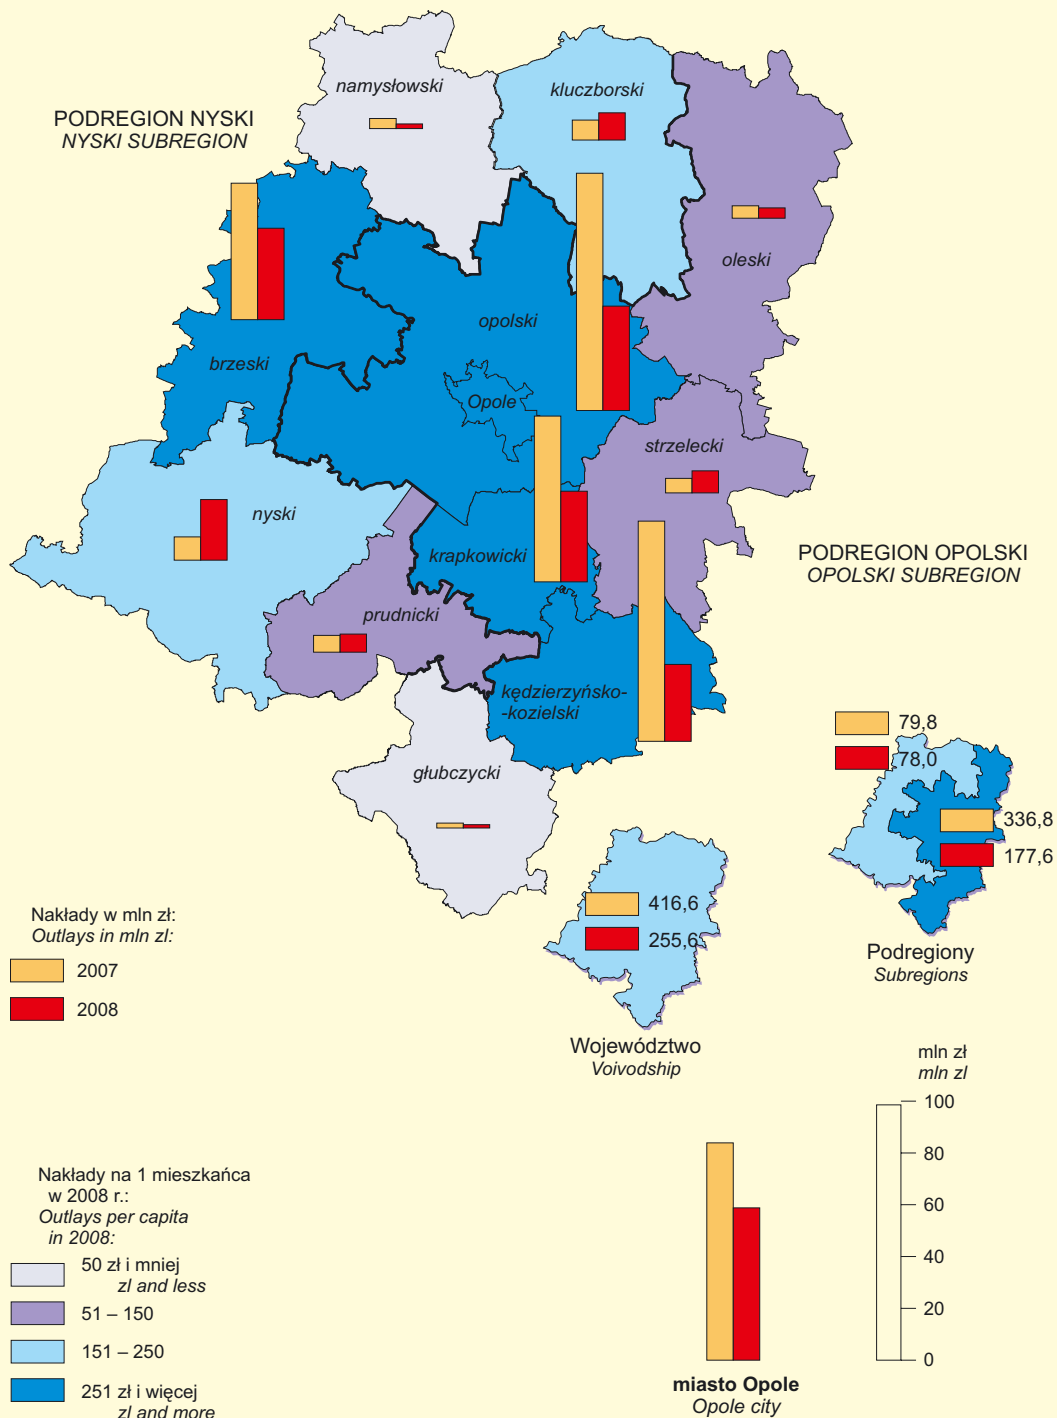 namysłowski
kluczborski
PODREGION NYSKI
NYSKI SUBREGION
oleski
opolski
brzeski
Opole
strzelecki
nyski
krapkowicki
PODREGION OPOLSKI
OPOLSKI SUBREGION
prudnicki
kędzierzyńsko-
-kozielski
głubczycki
79,8
78,0
336,8
177,6
Podregiony
Subregions
416,6
255,6
Województwo
Voivodship
Nakłady w mln zł:
Outlays in mln zl:
2007
2008
mln zł
mln zl
100
80
60
40
20
0
miasto Opole
Opole city
Nakłady na 1 mieszkańca
w 2008 r.:
Outlays per capita
in 2008:
50 zł i mniej
zl and less
51 – 150
151 – 250
251 zł i więcej
zl and more